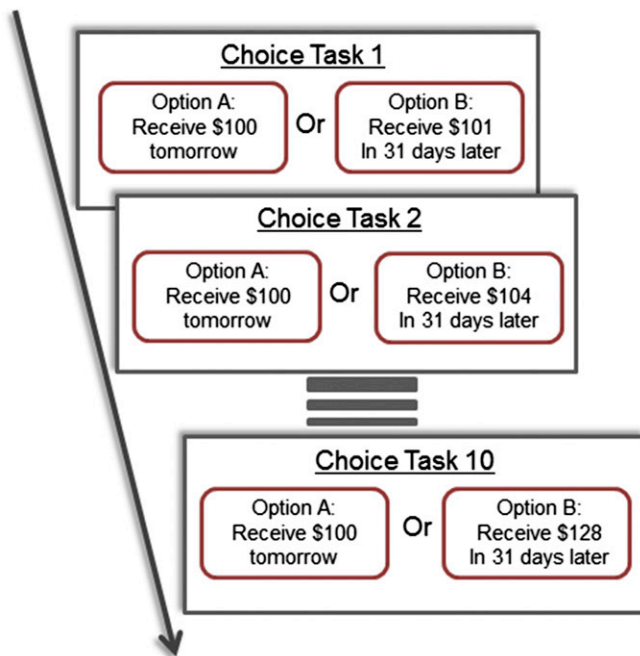 Choice Task 1
Option A:
Receive $100
tomorrow
Or
Option B:
Receive $101
In 31 days later
Choice Task 2
Option A:
Receive $100
tomorrow
Or
Option B:
Receive $104
In 31 days later
Choice Task 10
Option A:
Receive $100
tomorrow
Or
Option B:
Receive $128
In 31 days later